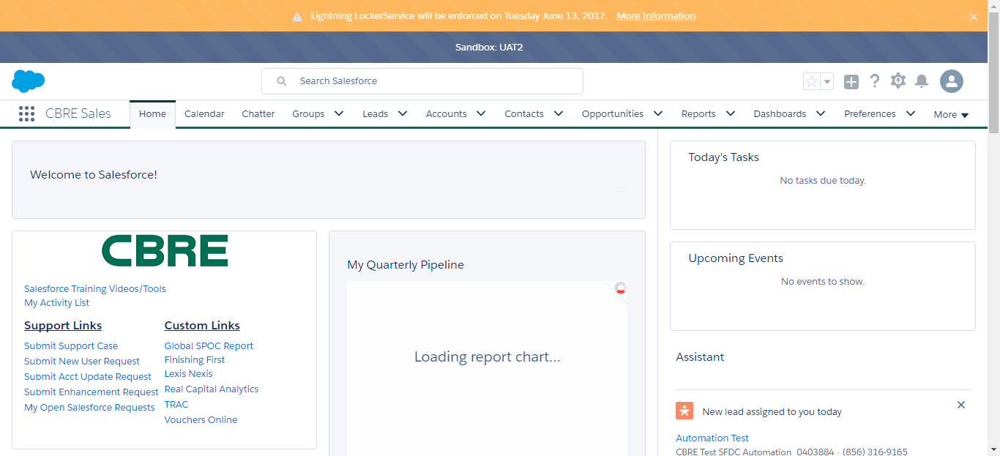 Lightning LockerService will be enforced on Tuesday June 13, 2017. More Information
Sandbox: UAT2
Search Salesforce
CBRE Sales Home Calendar Chatter Groups Leads Accounts Contacts Opportunities Reports Dashboards Preferences More
Welcome to Salesforce!
CBRE
Salesforce Training Videos/Tools
My Activity List
Support Links
Submit Support Case
Submit New User Request
Submit Acct Update Request
Submit Enhancement Request
My Open Salesforce Requests
Custom Links
Global SPOC Report
Finishing First
Lexis Nexis
Real Capital Analytics
TRAC
Vouchers Online
My Quarterly Pipeline
Loading report chart...
Today's Tasks
No tasks due today.
Upcoming Events
No events to show.
Assistant
New lead assigned to you today
Automation Test
CBRE Test SFDC Automation_0403884 · (856) 316-9165